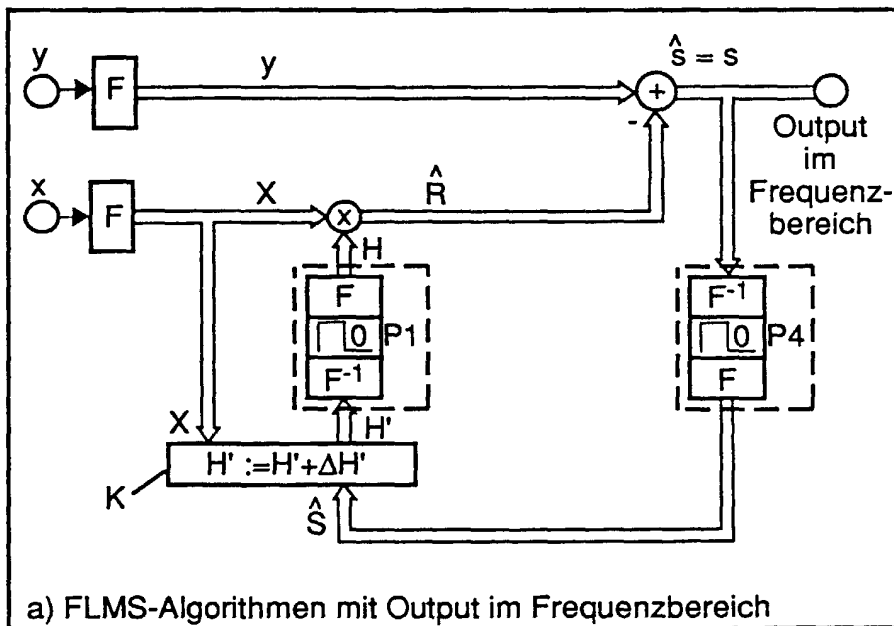 y
F
y
ŝ = s
+
-
Output
im
Frequenz-
bereich
x
F
X
x
R̂
H
F
0
F⁻¹
P1
F⁻¹
0
F
P4
X
H'
H' :=H'+ΔH'
K
Ŝ
a) FLMS-Algorithmen mit Output im Frequenzbereich